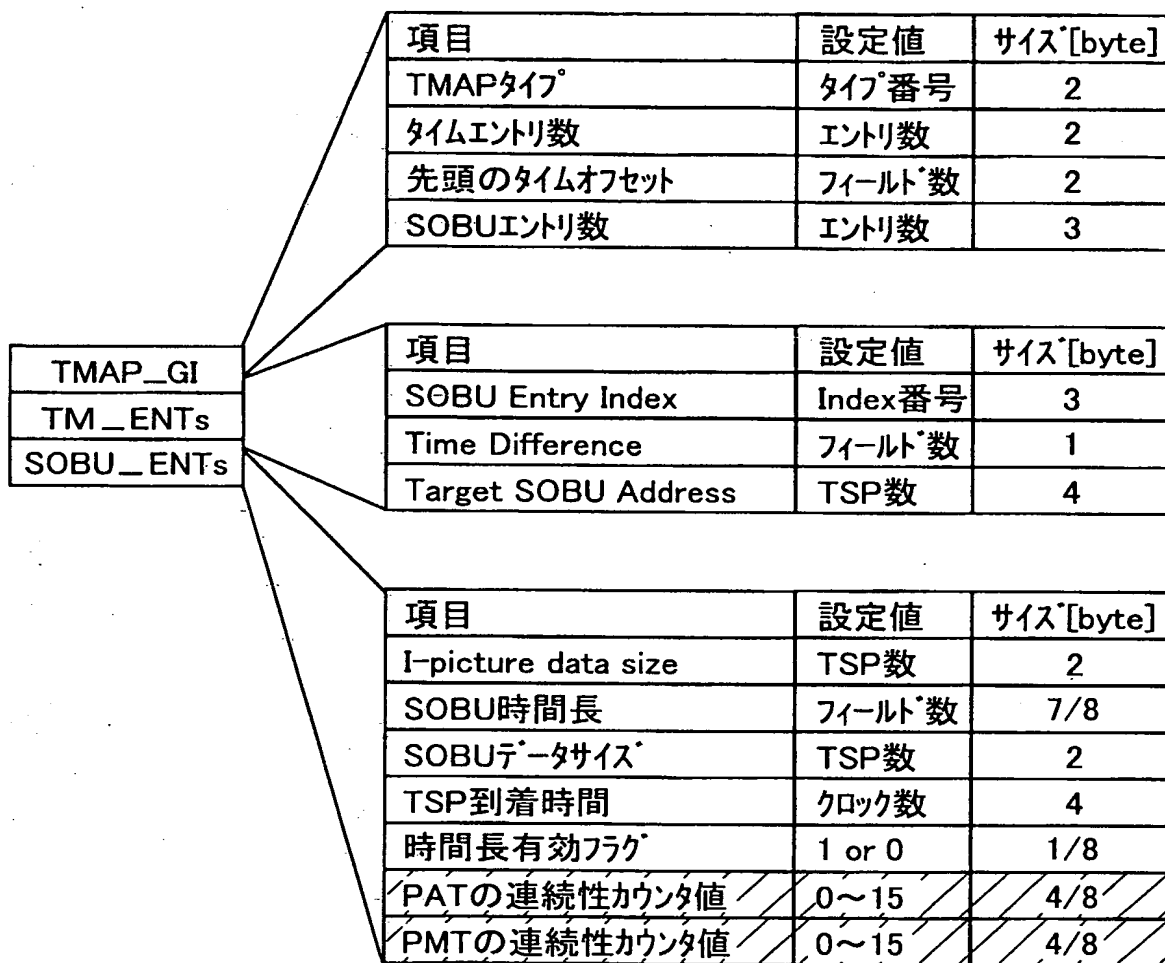 項目 設定値 サイズ[byte]
TMAPタイプ タイプ番号 2
タイムエントリ数 エントリ数 2
先頭のタイムオフセット フィールド数 2
SOBUエントリ数 エントリ数 3
TMAP_GI
TM_ENTs
SOBU_ENTs
項目 設定値 サイズ[byte]
SOBU Entry Index Index番号 3
Time Difference フィールド数 1
Target SOBU Address TSP数 4
項目 設定値 サイズ[byte]
I-picture data size TSP数 2
SOBU時間長 フィールド数 7/8
SOBUデータサイズ TSP数 2
TSP到着時間 クロック数 4
時間長有効フラグ 1 or 0 1/8
PATの連続性カウンタ値 0~15 4/8
PMTの連続性カウンタ値 0~15 4/8